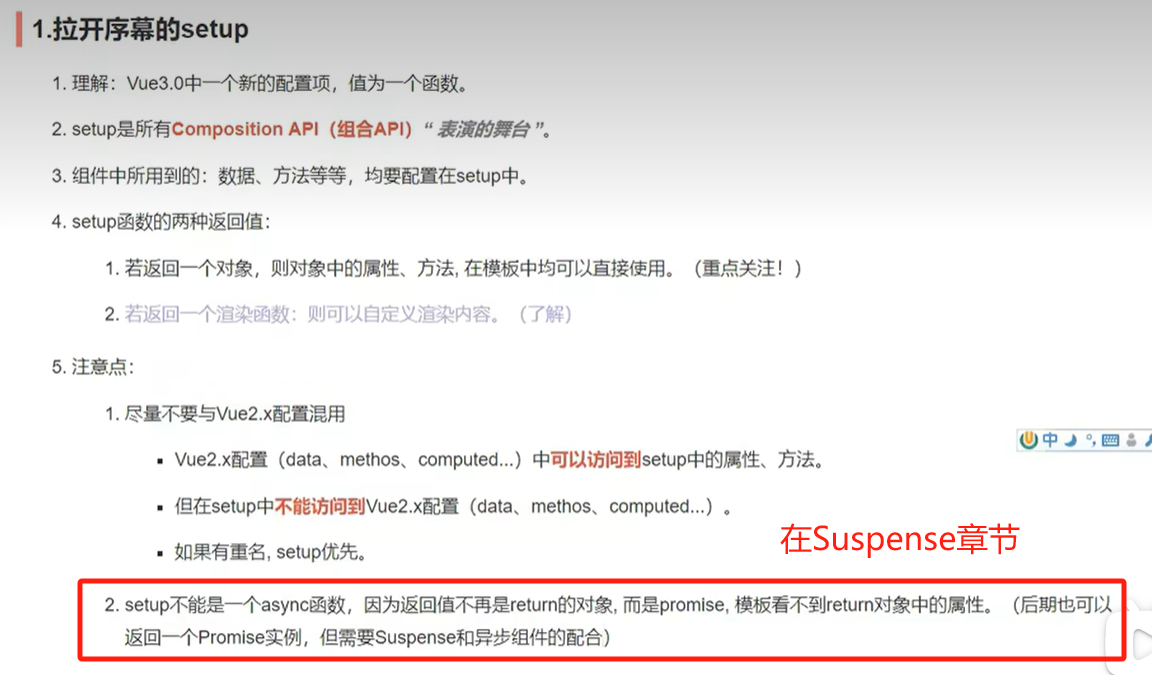 1.拉开序幕的setup
1. 理解：Vue3.0中一个新的配置项，值为一个函数。
2. setup是所有Composition API（组合API）“ 表演的舞台 ”。
3. 组件中所用到的：数据、方法等等，均要配置在setup中。
4. setup函数的两种返回值：
1. 若返回一个对象，则对象中的属性、方法, 在模板中均可以直接使用。（重点关注！）
2. 若返回一个渲染函数：则可以自定义渲染内容。（了解）
5. 注意点：
1. 尽量不要与Vue2.x配置混用
▪ Vue2.x配置（data、methos、computed...）中可以访问到setup中的属性、方法。
▪ 但在setup中不能访问到Vue2.x配置（data、methos、computed...）。
▪ 如果有重名, setup优先。
在Suspense章节
2. setup不能是一个async函数，因为返回值不再是return的对象, 而是promise, 模板看不到return对象中的属性。（后期也可以
返回一个Promise实例，但需要Suspense和异步组件的配合）
中